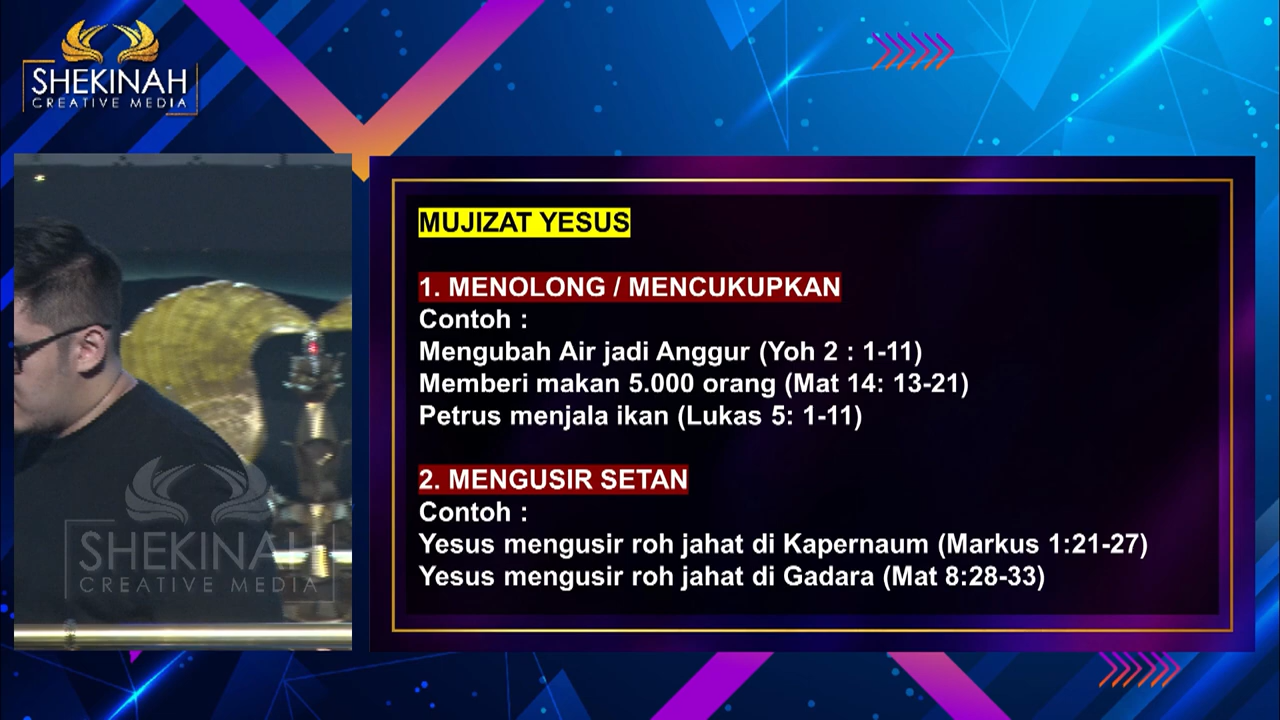 SHEKINAH
CREATIVE MEDIA
MUJIZAT YESUS
1. MENOLONG / MENCUKUPKAN
Contoh :
Mengubah Air jadi Anggur (Yoh 2 : 1-11)
Memberi makan 5.000 orang (Mat 14: 13-21)
Petrus menjala ikan (Lukas 5: 1-11)
2. MENGUSIR SETAN
Contoh :
Yesus mengusir roh jahat di Kapernaum (Markus 1:21-27)
Yesus mengusir roh jahat di Gadara (Mat 8:28-33)
SHEKINAH
CREATIVE MEDIA